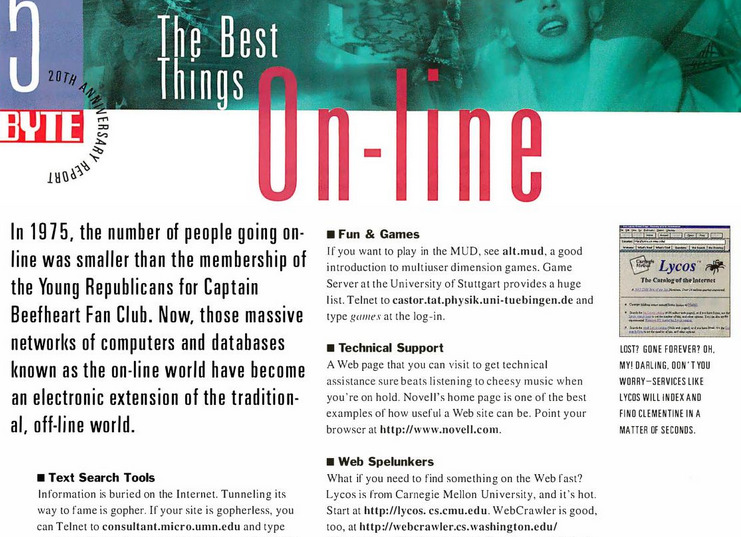 5
20TH ANNIVERSARY REPORT
BYTE
The Best
Things
On-line
In 1975, the number of people going on-
line was smaller than the membership of
the Young Republicans for Captain
Beefheart Fan Club. Now, those massive
networks of computers and databases
known as the on-line world have become
an electronic extension of the tradition-
al, off-line world.
■ Text Search Tools
Information is buried on the Internet. Tunneling its
way to fame is gopher. If your site is gopherless, you
can Telnet to consultant.micro.umn.edu and type
■ Fun & Games
If you want to play in the MUD, see alt.mud, a good
introduction to multiuser dimension games. Game
Server at the University of Stuttgart provides a huge
list. Telnet to castor.tat.physik.uni-tuebingen.de and
type games at the log-in.
■ Technical Support
A Web page that you can visit to get technical
assistance sure beats listening to cheesy music when
you're on hold. Novell's home page is one of the best
examples of how useful a Web site can be. Point your
browser at http://www.novell.com.
■ Web Spelunkers
What if you need to find something on the Web fast?
Lycos is from Carnegie Mellon University, and it's hot.
Start at http://lycos. cs.cmu.edu. WebCrawler is good,
too, at http://webcrawler.cs.washington.edu/
Carnegie
Mellon
Lycos
The Catalog of the Internet
LOST? GONE FOREVER? OH,
MY! DARLING, DON'T YOU
WORRY—SERVICES LIKE
LYCOS WILL INDEX AND
FIND CLEMENTINE IN A
MATTER OF SECONDS.